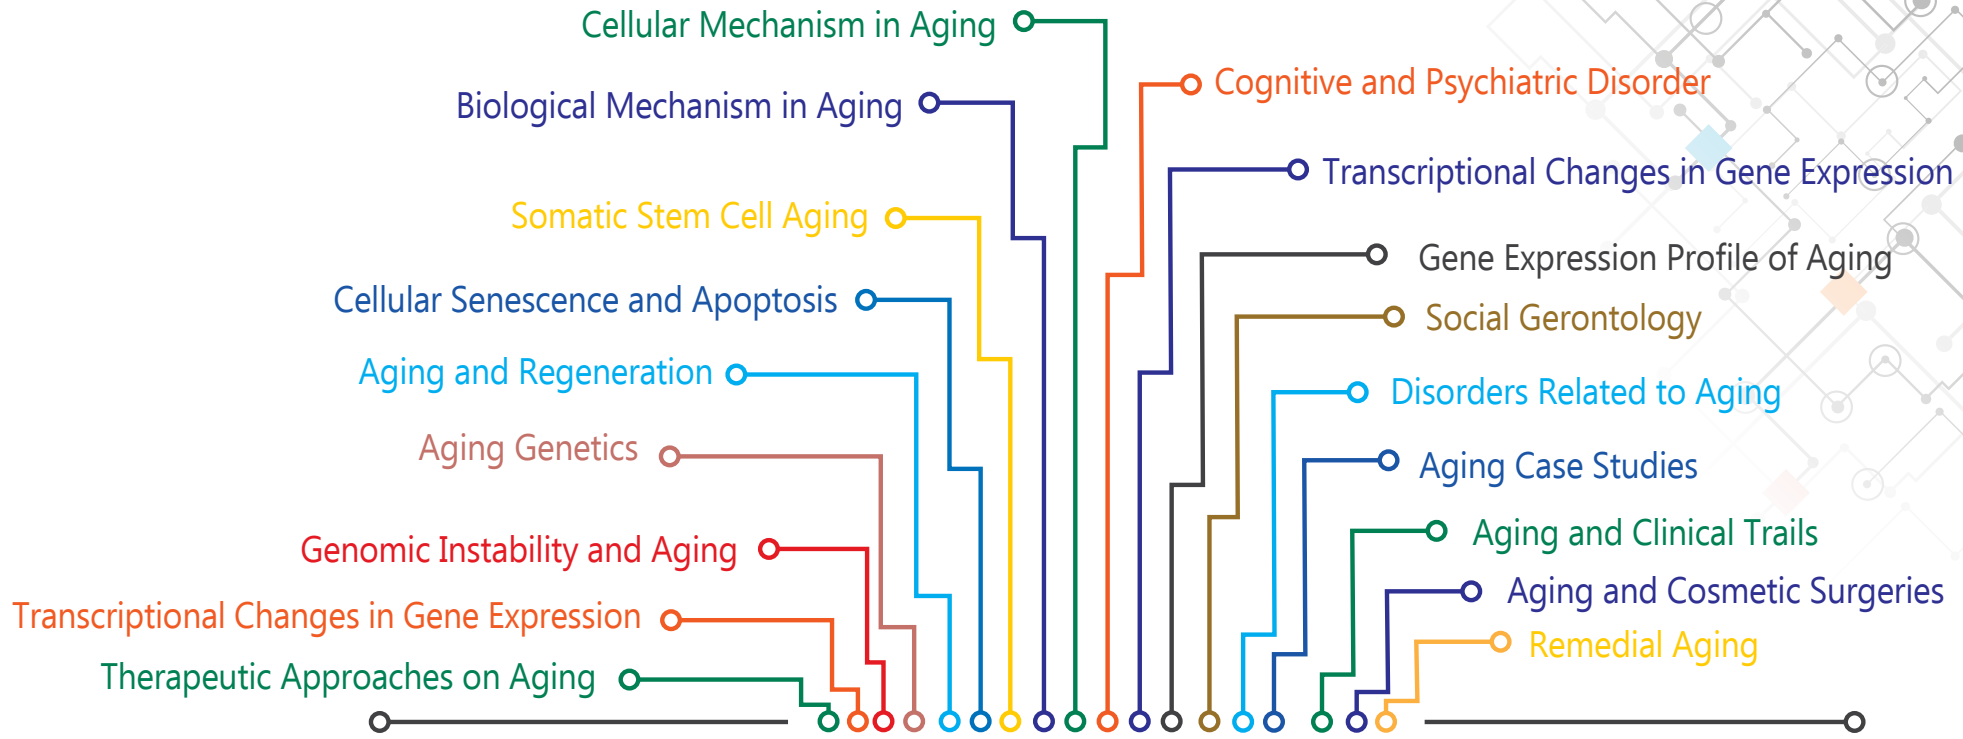 Cellular Mechanism in Aging
Biological Mechanism in Aging
Somatic Stem Cell Aging
Cellular Senescence and Apoptosis
Aging and Regeneration
Aging Genetics
Genomic Instability and Aging
Transcriptional Changes in Gene Expression
Therapeutic Approaches on Aging
Cognitive and Psychiatric Disorder
Transcriptional Changes in Gene Expression
Gene Expression Profile of Aging
Social Gerontology
Disorders Related to Aging
Aging Case Studies
Aging and Clinical Trails
Aging and Cosmetic Surgeries
Remedial Aging